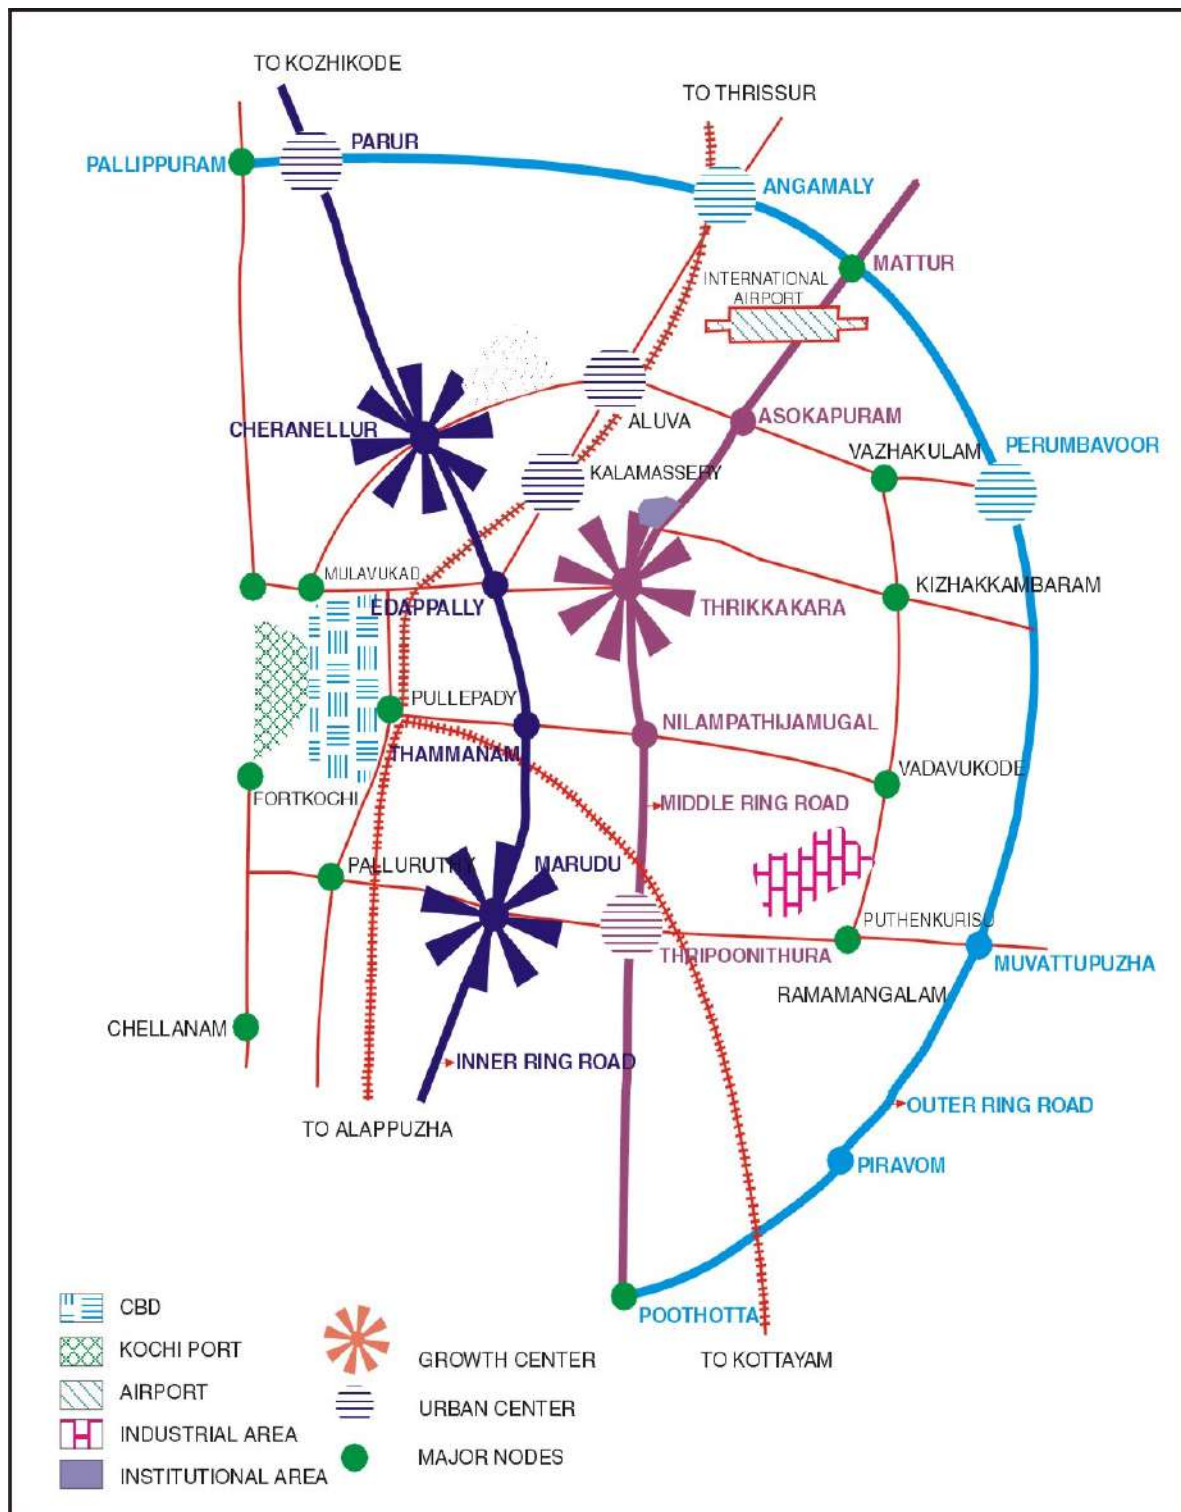 TO KOZHIKODE
TO THRISSUR
PARUR
PALLIPPURAM
ANGAMALY
MATTUR
INTERNATIONAL
AIRPORT
CHERANELLUR
ALUVA
ASOKAPURAM
VAZHAKULAM
PERUMBAVOOR
KALAMASSERY
MULAVUKAD
EDAPPALLY
THRIKKAKARA
KIZHAKKAMBARAM
PULLEPADY
NILAMPATHIJAMUGAL
THAMMANAM
VADAVUKODE
FORTKOCHI
MIDDLE RING ROAD
PALLURUTHY
MARUDU
PUTHENKURISU
THRIPOONITHURA
MUVATTUPUZHA
RAMAMANGALAM
CHELLANAM
INNER RING ROAD
OUTER RING ROAD
TO ALAPPUZHA
PIRAVOM
POOTHOTTA
TO KOTTAYAM
CBD
KOCHI PORT
AIRPORT
INDUSTRIAL AREA
INSTITUTIONAL AREA
GROWTH CENTER
URBAN CENTER
MAJOR NODES